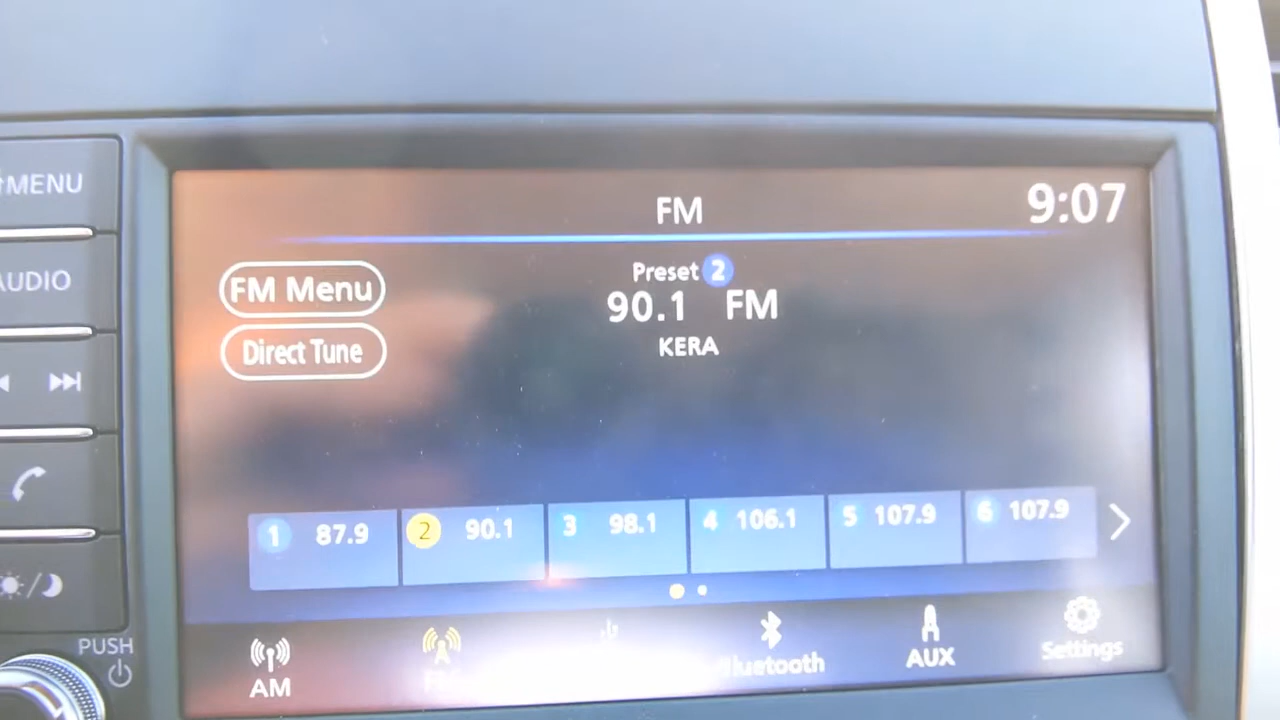 MENU
AUDIO
PUSH
FM
9:07
FM Menu
Direct Tune
Preset 2
90.1 FM
KERA
1 87.9
2 90.1
3 98.1
4 106.1
5 107.9
6 107.9
AM
Bluetooth
AUX
Settings